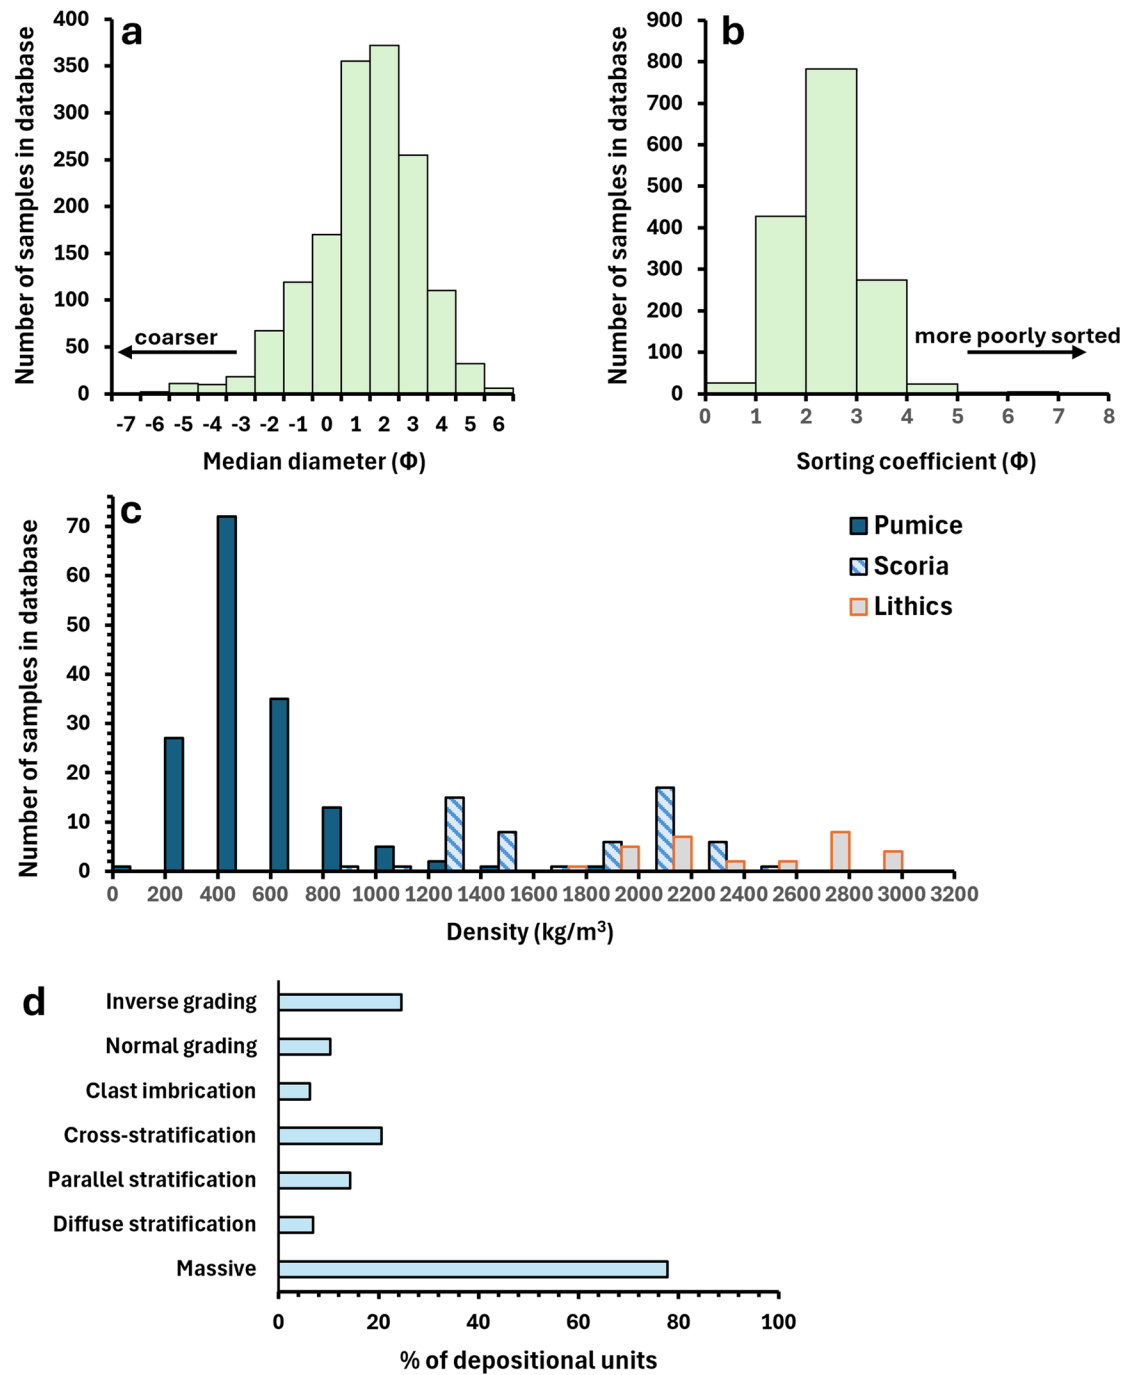 a
Number of samples in database
400
350
300
250
200
150
100
50
0
coarser
-7 -6 -5 -4 -3 -2 -1 0 1 2 3 4 5 6
Median diameter (Φ)
b
Number of samples in database
900
800
700
600
500
400
300
200
100
0
more poorly sorted
0 1 2 3 4 5 6 7 8
Sorting coefficient (Φ)
c
Number of samples in database
70
60
50
40
30
20
10
0
Pumice
Scoria
Lithics
0 200 400 600 800 1000 1200 1400 1600 1800 2000 2200 2400 2600 2800 3000 3200
Density (kg/m³)
d
Inverse grading
Normal grading
Clast imbrication
Cross-stratification
Parallel stratification
Diffuse stratification
Massive
0 20 40 60 80 100
% of depositional units